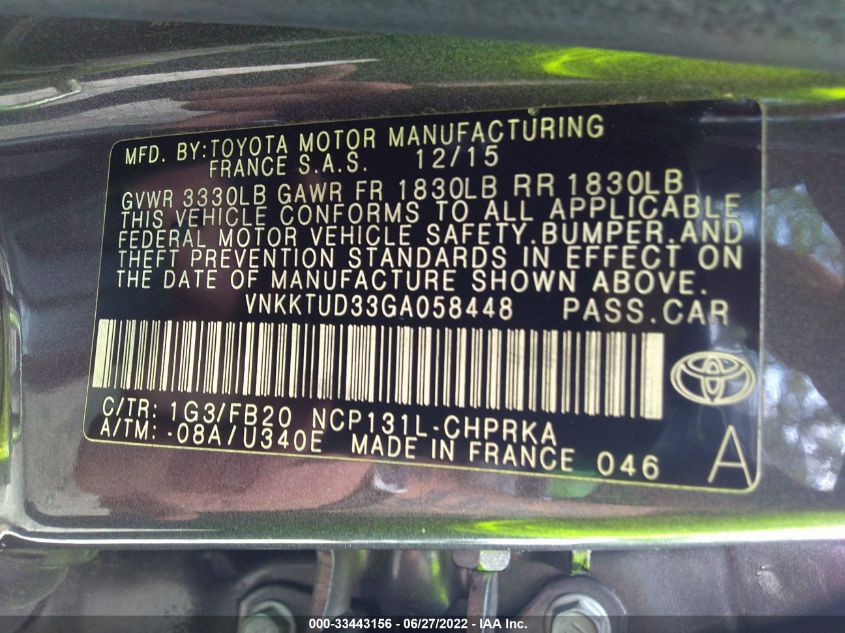 MFD. BY:TOYOTA MOTOR MANUFACTURING
FRANCE S.A.S. 12/15
GVWR 3330LB GAWR FR 1830LB RR 1830LB
THIS VEHICLE CONFORMS TO ALL APPLICABLE
FEDERAL MOTOR VEHICLE SAFETY,BUMPER,AND
THEFT PREVENTION STANDARDS IN EFFECT ON
THE DATE OF MANUFACTURE SHOWN ABOVE.
VNKKTUD33GA058448 PASS.CAR
C/TR: 1G3/FB20 NCP131L-CHPRKA
A/TM: -08A/U340E MADE IN FRANCE 046
A
000-33443156 - 06/27/2022 - IAA Inc.